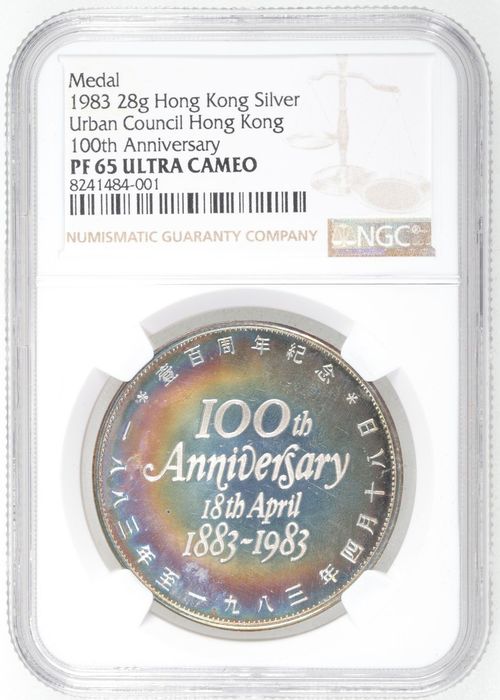 Medal
1983 28g Hong Kong Silver
Urban Council Hong Kong
100th Anniversary
PF 65 ULTRA CAMEO
8241484-001
NUMISMATIC GUARANTY COMPANY
NGC®
* 壹百周年紀念 *
100th
Anniversary
18th April
1883~1983
一八八三年至一九八三年四月十八日